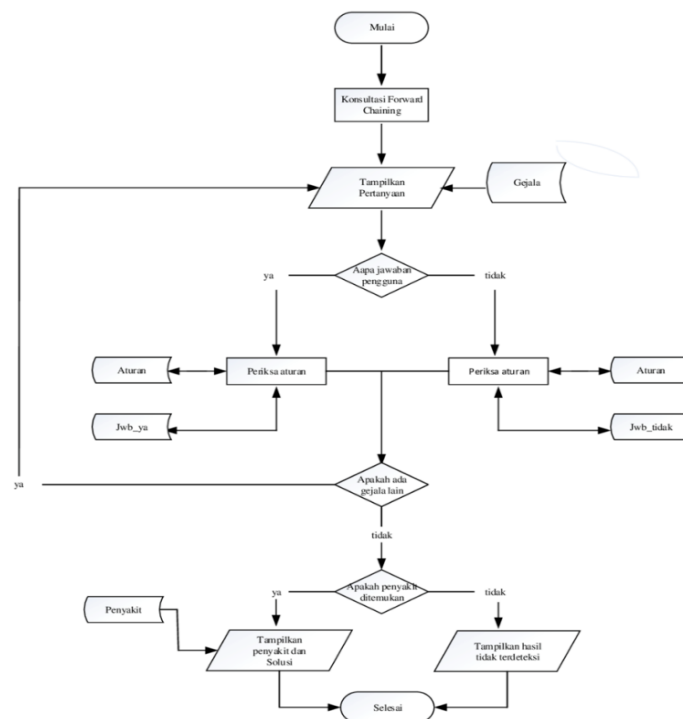 Mulai
Konsultasi Forward
Chaining
Tampilkan
Pertanyaan
Gejala
Aapa jawaban
pengguna
ya
tidak
Aturan
Periksa aturan
Periksa aturan
Aturan
Jwb_ya
Jwb_tidak
Apakah ada
gejala lain
ya
tidak
Apakah penyakit
ditemukan
ya
tidak
Penyakit
Tampilkan
penyakit dan
Solusi
Tampilkan hasil
tidak terdeteksi
Selesai